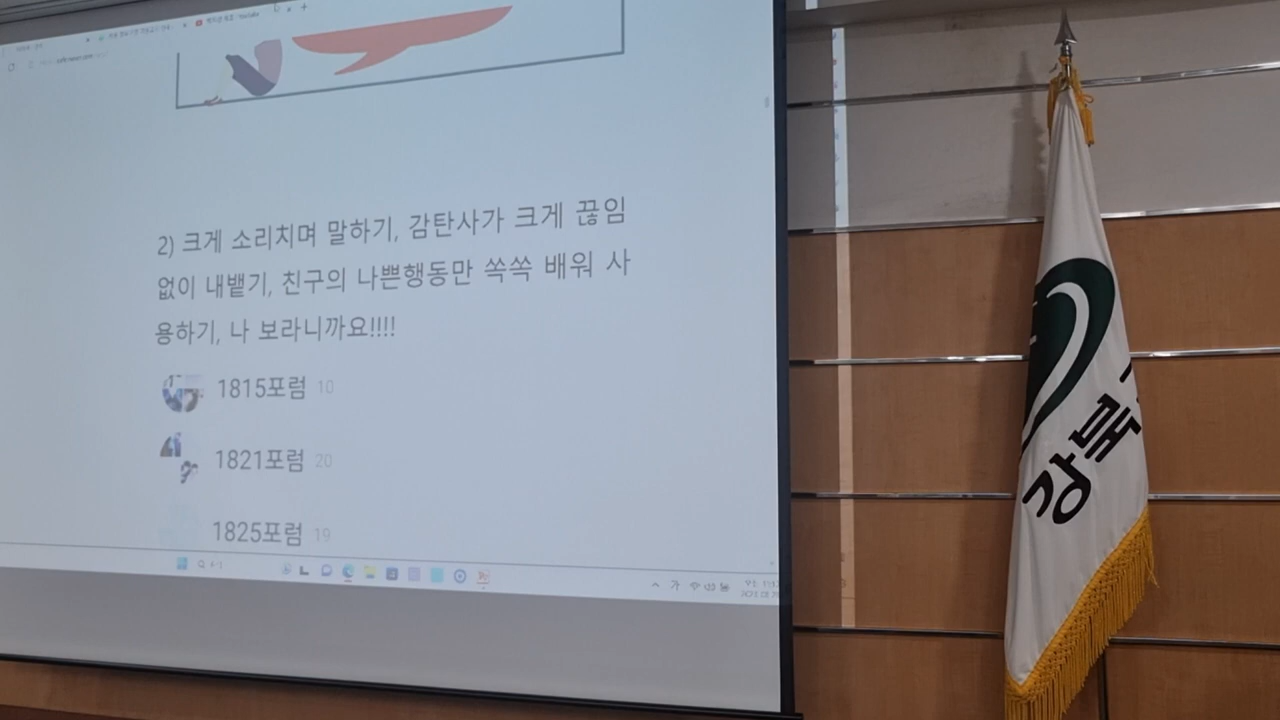 2) 크게 소리치며 말하기, 감탄사가 크게 끊임
없이 내뱉기, 친구의 나쁜행동만 쏙쏙 배워 사
용하기, 나 보라니까요!!!!
1815포럼 10
1821포럼 20
1825포럼 19
가
강북